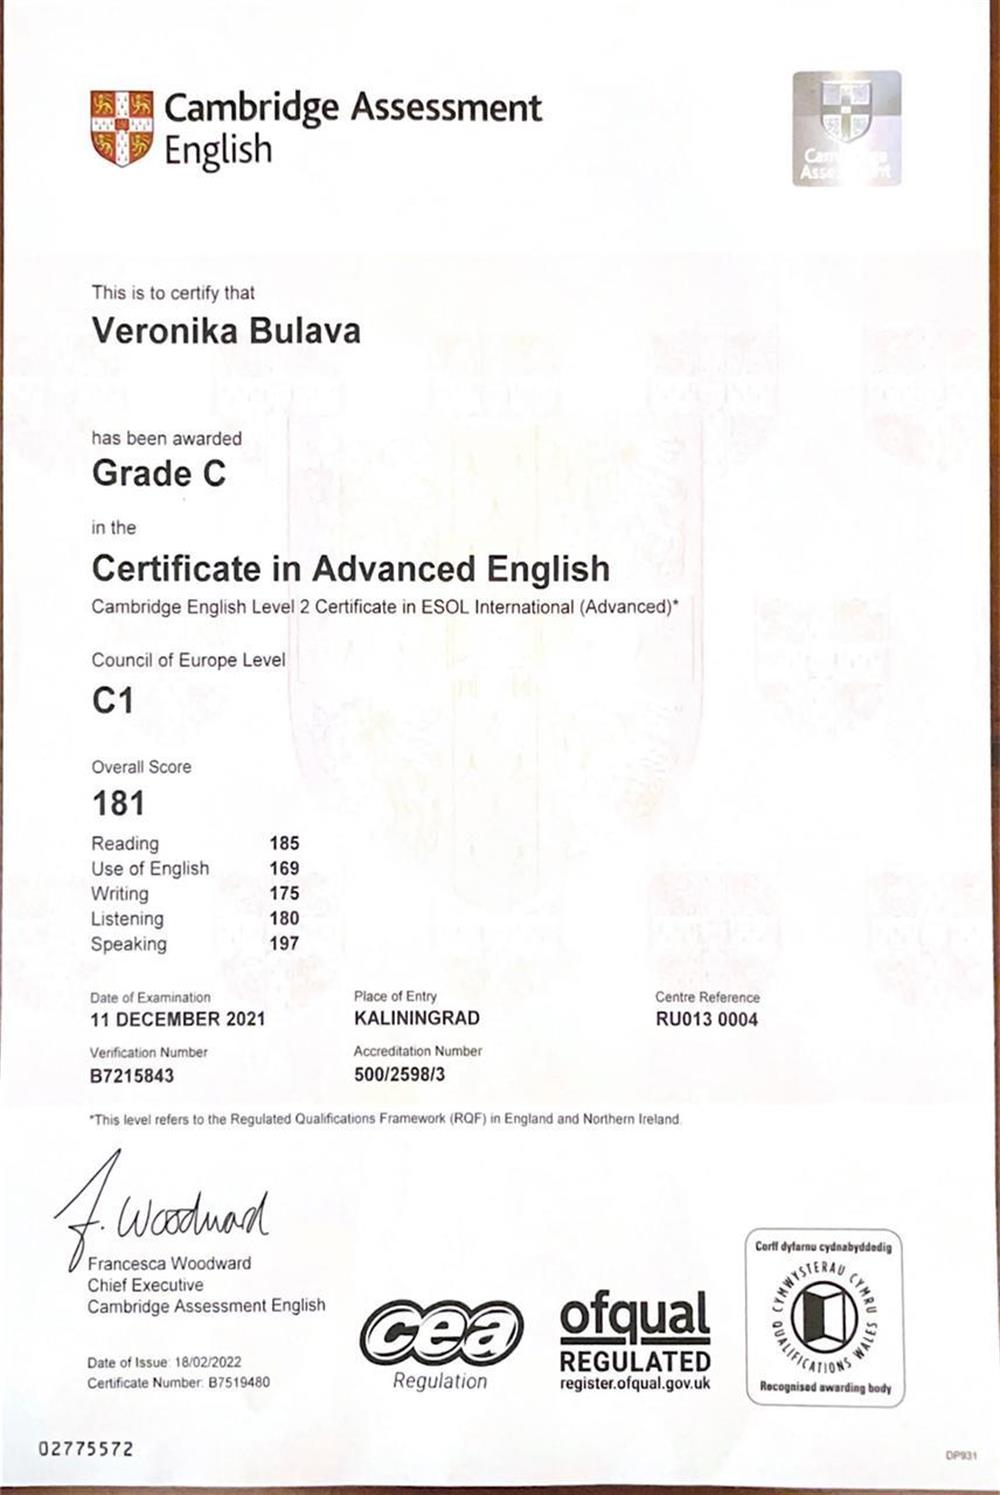 Cambridge Assessment
English
Cambridge
Assessment
This is to certify that
Veronika Bulava
has been awarded
Grade C
in the
Certificate in Advanced English
Cambridge English Level 2 Certificate in ESOL International (Advanced)*
Council of Europe Level
C1
Overall Score
181
Reading 185
Use of English 169
Writing 175
Listening 180
Speaking 197
Date of Examination Place of Entry Centre Reference
11 DECEMBER 2021 KALININGRAD RU013 0004
Verification Number Accreditation Number
B7215843 500/2598/3
*This level refers to the Regulated Qualifications Framework (RQF) in England and Northern Ireland.
F. Woodward
Francesca Woodward
Chief Executive
Cambridge Assessment English
Date of Issue: 18/02/2022
Certificate Number: B7519480
cea
Regulation
ofqual
REGULATED
register.ofqual.gov.uk
Corff dyfarnu cydnabyddedig
CYMWYSTERAU CYMRU
QUALIFICATIONS WALES
Recognised awarding body
02775572
DP931